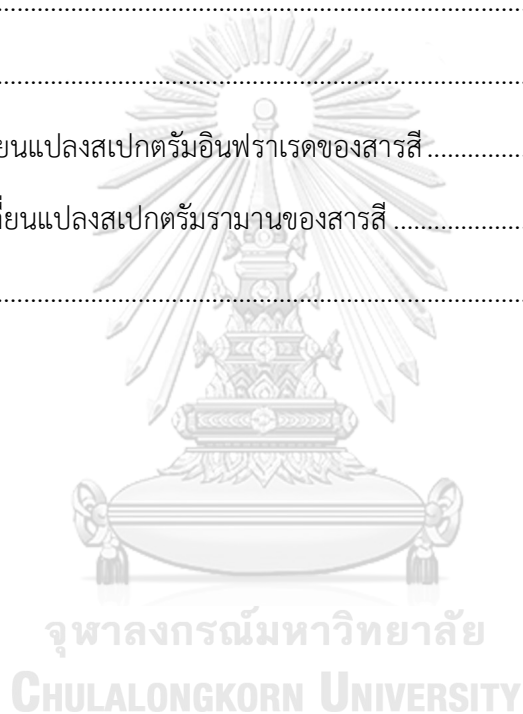 ..........................................................................
..........................................................................
ยนแปลงสเปกตรัมอินฟราเรดของสารสี ..............
ี่ยนแปลงสเปกตรัมรามานของสารสี ...................
..........................................................................
จุฬาลงกรณ์มหาวิทยาลัย
CHULALONGKORN UNIVERSITY